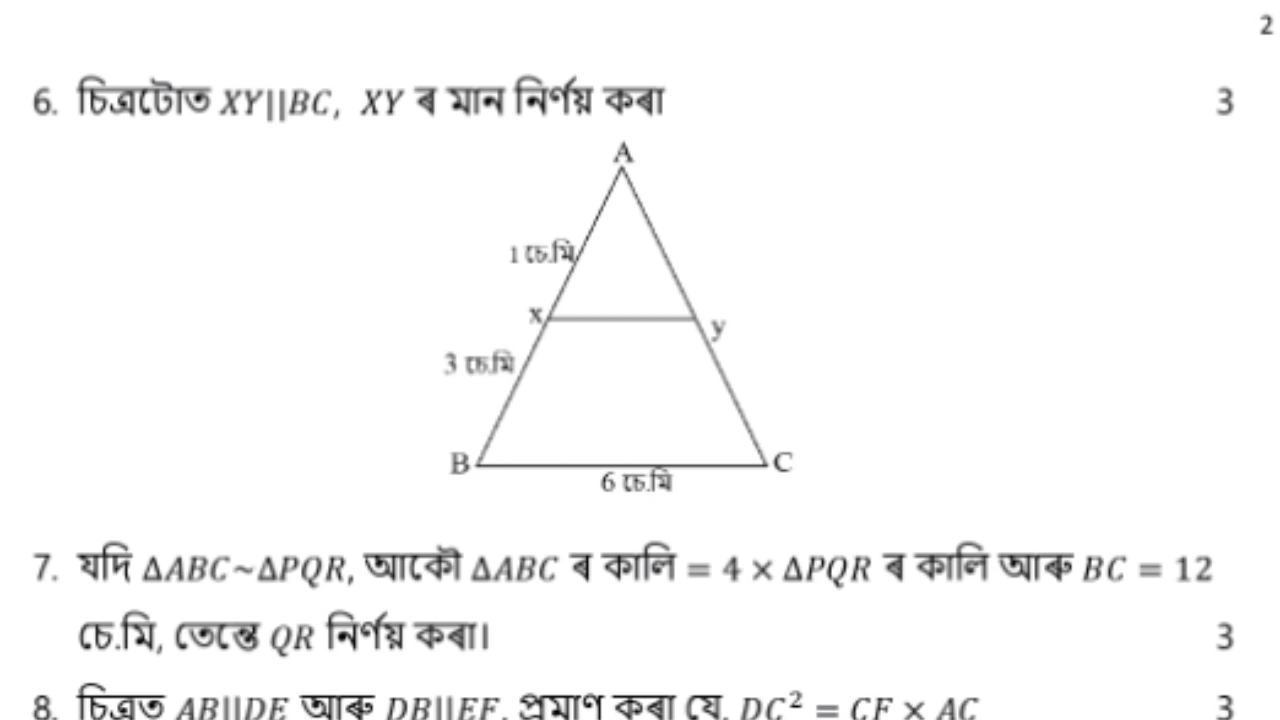 2
6. চিত্ৰটোত XY||BC, XY ৰ মান নিৰ্ণয় কৰা 3
A
1 চে.মি
x
y
3 চে.মি
B
C
6 চে.মি
7. যদি ΔABC~ΔPQR, আকৌ ΔABC ৰ কালি = 4 × ΔPQR ৰ কালি আৰু BC = 12
চে.মি, তেন্তে QR নিৰ্ণয় কৰা। 3
8. চিত্ৰত AB||DE আৰু DB||EF, প্ৰমাণ কৰা যে, DC² = CF × AC 3